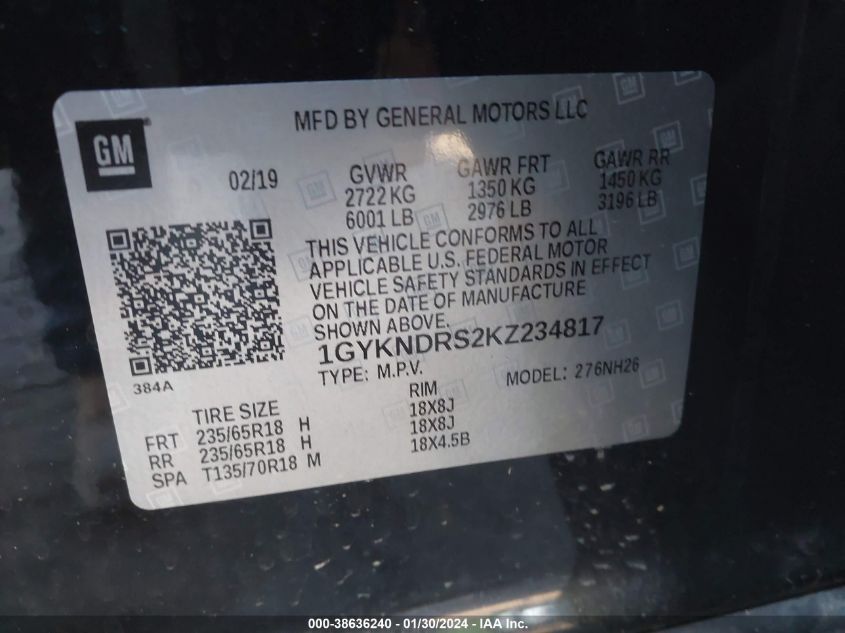 GM
MFD BY GENERAL MOTORS LLC
02/19
GVWR
2722 KG
6001 LB
GAWR FRT
1350 KG
2976 LB
GAWR RR
1450 KG
3196 LB
THIS VEHICLE CONFORMS TO ALL
APPLICABLE U.S. FEDERAL MOTOR
VEHICLE SAFETY STANDARDS IN EFFECT
ON THE DATE OF MANUFACTURE
SHOWN ABOVE.
1GYKNDRS2KZ234817
TYPE: M.P.V. MODEL: 276NH26
384A
TIRE SIZE RIM
FRT 235/65R18 H 18X8J
RR 235/65R18 H 18X8J
SPA T135/70R18 M 18X4.5B
000-38636240 - 01/30/2024 - IAA Inc.